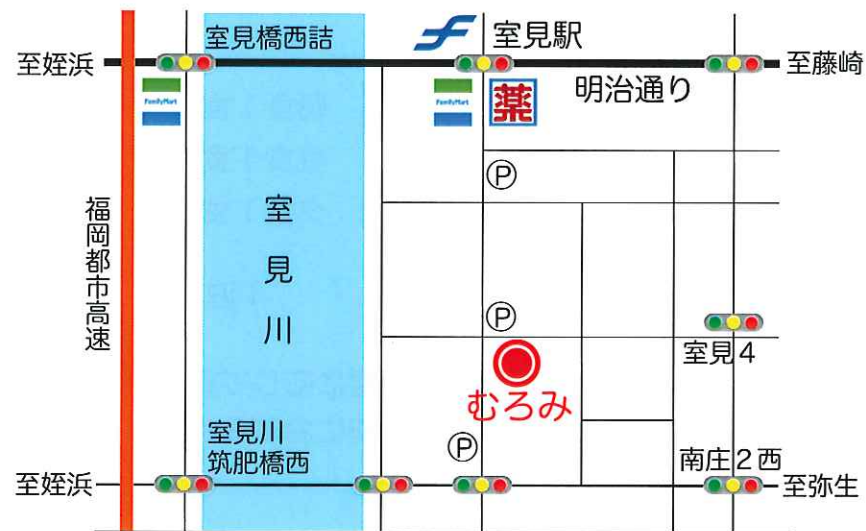 室見橋西詰
室見駅
至姪浜
至藤崎
明治通り
FamilyMart
FamilyMart
薬
P
福岡都市高速
室見川
P
室見4
むろみ
室見川
筑肥橋西
P
南庄2西
至姪浜
至弥生